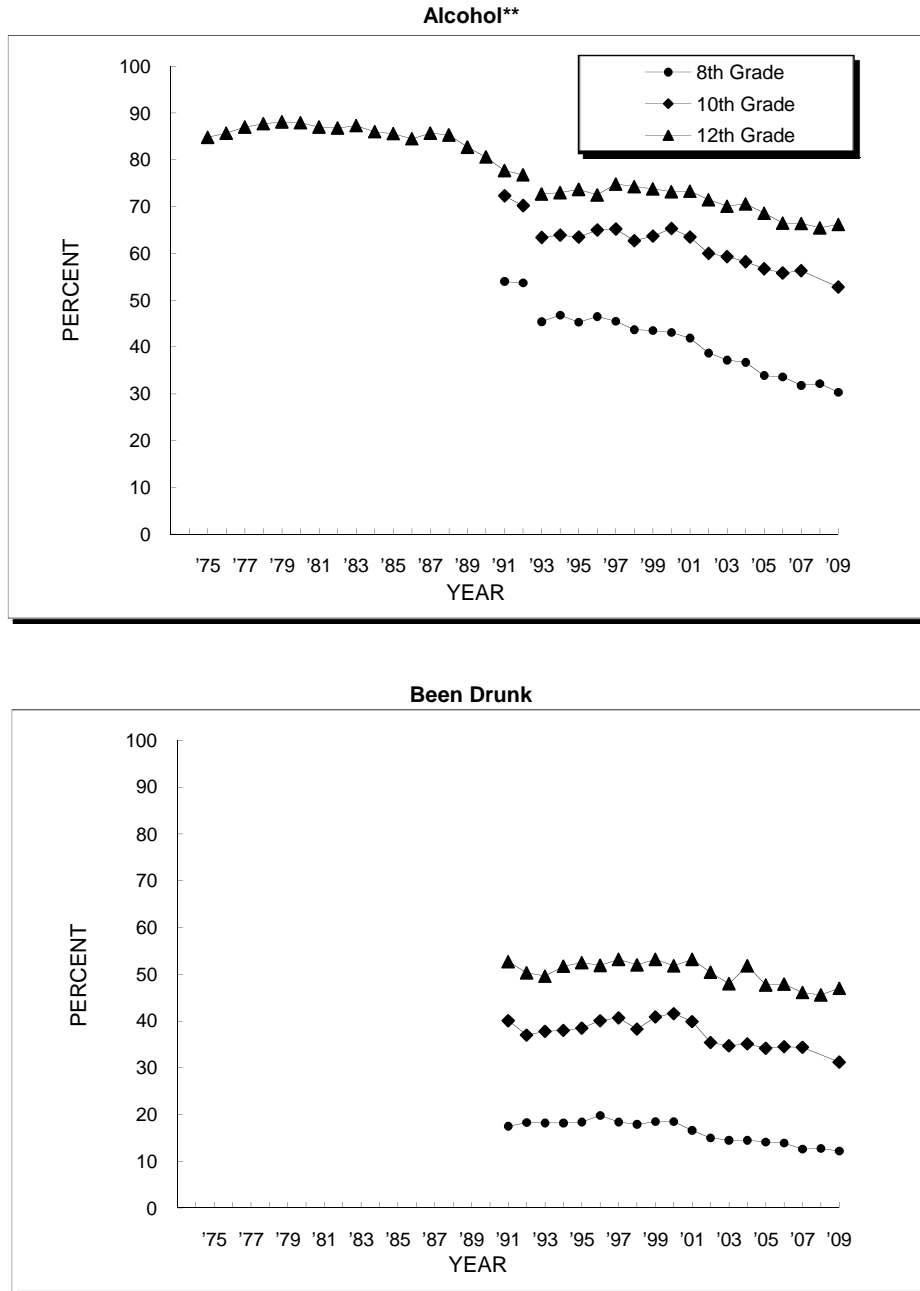 Alcohol**
100
90
80
70
60
50
40
30
20
10
0
PERCENT
8th Grade
10th Grade
12th Grade
’75 ’77 ’79 ’81 ’83 ’85 ’87 ’89 ’91 ’93 ’95 ’97 ’99 ’01 ’03 ’05 ’07 ’09
YEAR
Been Drunk
100
90
80
70
60
50
40
30
20
10
0
PERCENT
’75 ’77 ’79 ’81 ’83 ’85 ’87 ’89 ’91 ’93 ’95 ’97 ’99 ’01 ’03 ’05 ’07 ’09
YEAR